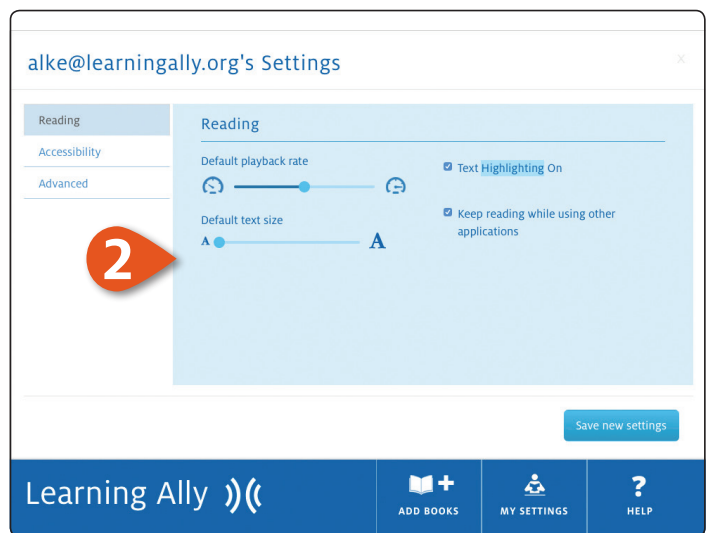 alke@learningally.org's Settings
x
Reading
Accessibility
Advanced
Reading
Default playback rate
Default text size
A
A
Text Highlighting On
Keep reading while using other
applications
2
Save new settings
Learning Ally
ADD BOOKS
MY SETTINGS
?
HELP